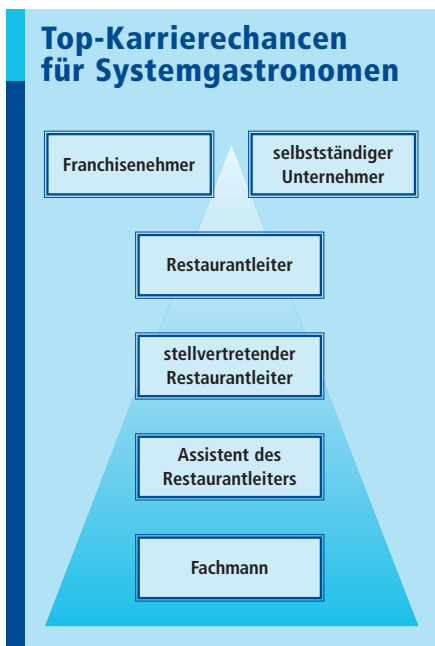 Top-Karrierechancen
für Systemgastronomen
Franchisenehmer
selbstständiger
Unternehmer
Restaurantleiter
stellvertretender
Restaurantleiter
Assistent des
Restaurantleiters
Fachmann